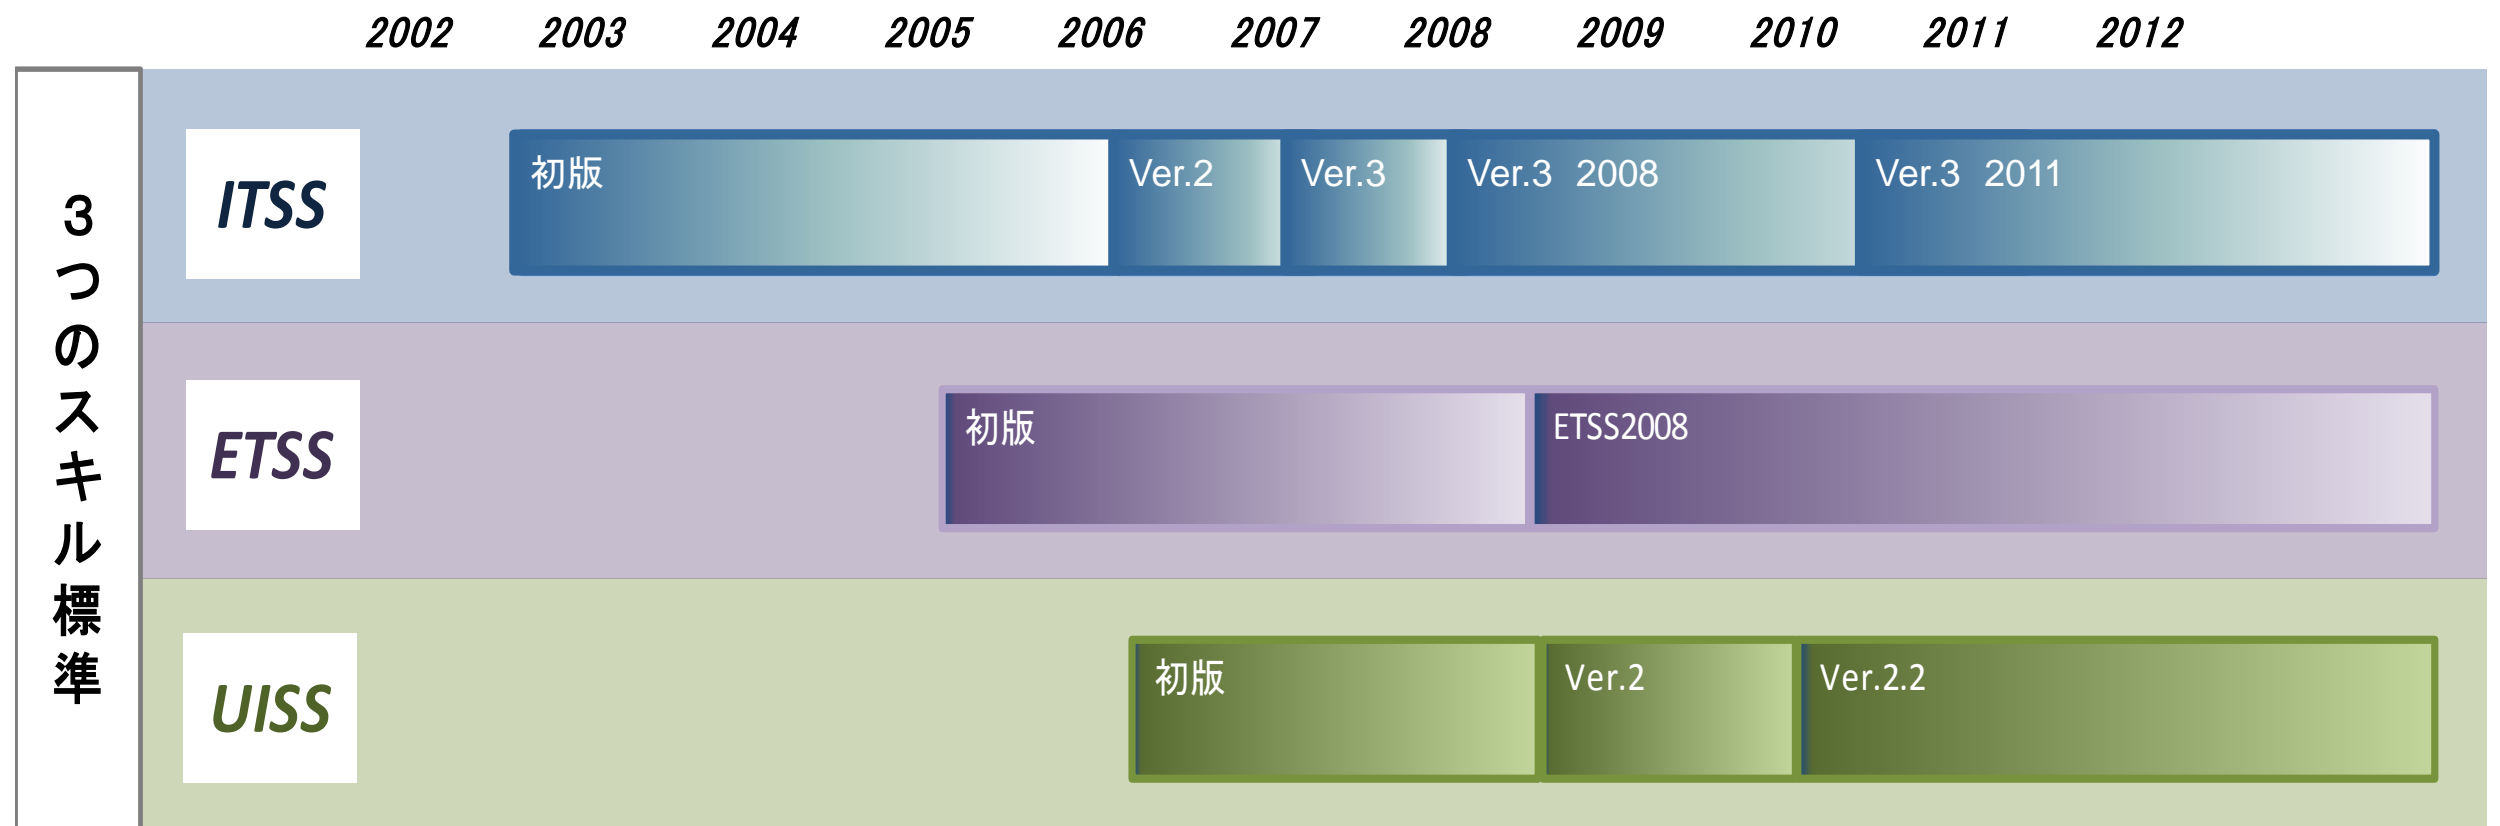 2002 2003 2004 2005 2006 2007 2008 2009 2010 2011 2012
3つのスキル標準
ITSS
初版 Ver.2 Ver.3 Ver.3 2008 Ver.3 2011
ETSS
初版 ETSS2008
UISS
初版 Ver.2 Ver.2.2